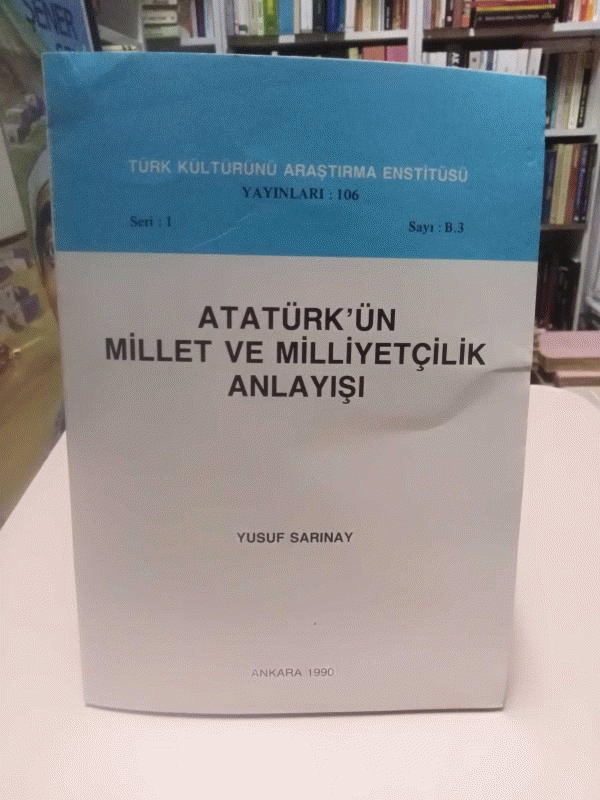 ŞENER
TÜRK KÜLTÜRÜNÜ ARAŞTIRMA ENSTİTÜSÜ
YAYINLARI : 106
Seri : I
Sayı : B.3
ATATÜRK'ÜN
MİLLET VE MİLLİYETÇİLİK
ANLAYIŞI
YUSUF SARINAY
ANKARA 1990